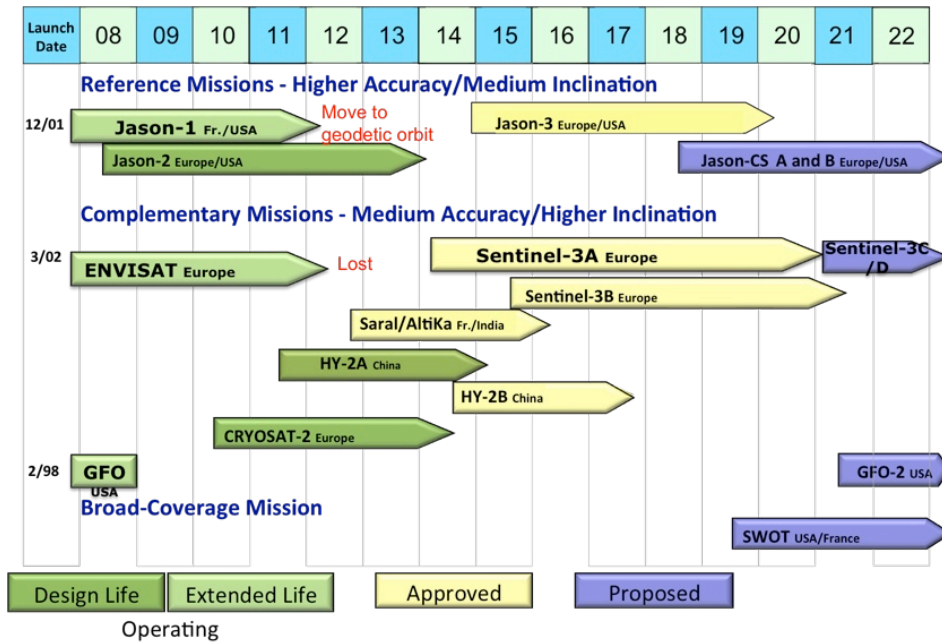 Launch Date 08 09 10 11 12 13 14 15 16 17 18 19 20 21 22
Reference Missions - Higher Accuracy/Medium Inclination
12/01
Jason-1 Fr./USA
Move to
geodetic orbit
Jason-3 Europe/USA
Jason-2 Europe/USA
Jason-CS A and B Europe/USA
Complementary Missions - Medium Accuracy/Higher Inclination
3/02
ENVISAT Europe
Lost
Sentinel-3A Europe
Sentinel-3C
/D
Sentinel-3B Europe
Saral/AltiKa Fr./India
HY-2A China
HY-2B China
CRYOSAT-2 Europe
2/98
GFO
USA
GFO-2 USA
Broad-Coverage Mission
SWOT USA/France
Design Life
Extended Life
Approved
Proposed
Operating